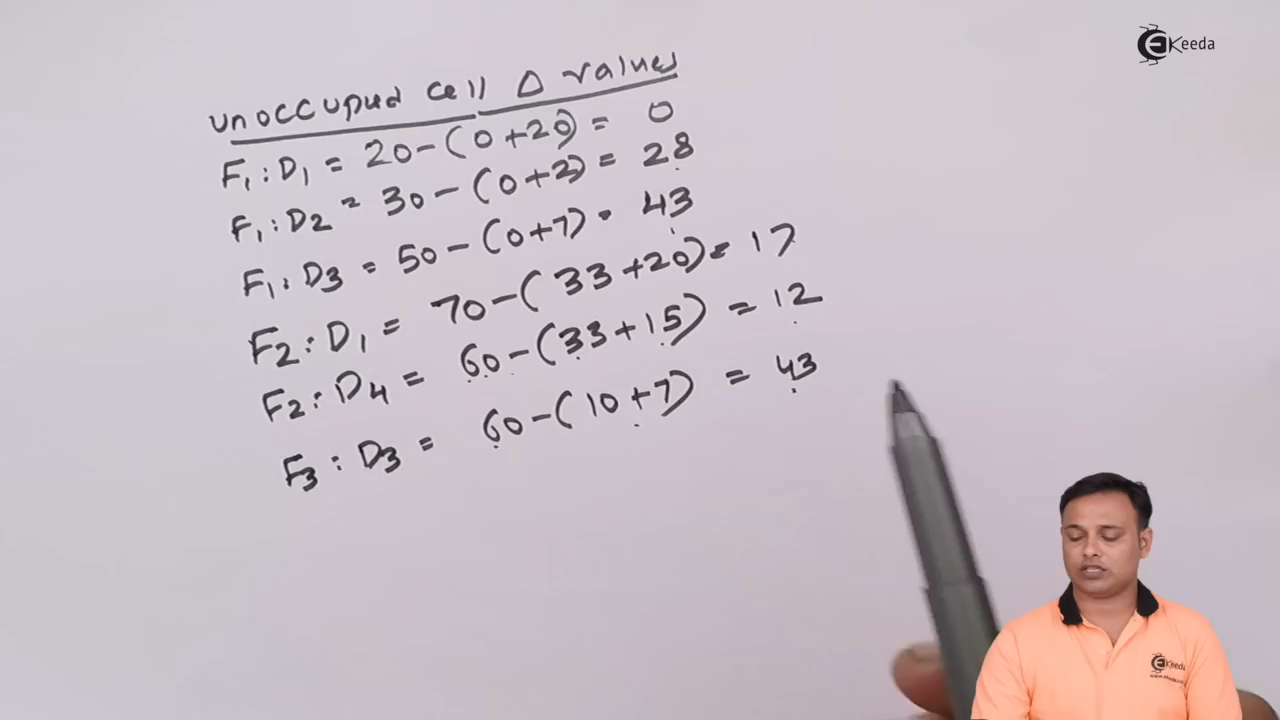 EKeeda
unoccupied cell Δ values
F1 : D1 = 20-(0+20) = 0
F1 : D2 = 30-(0+2) = 28
F1 : D3 = 50-(0+7) = 43
F2 : D1 = 70-(33+20) = 17
F2 : D4 = 60-(33+15) = 12
F3 : D3 = 60-(10+7) = 43
EKeeda